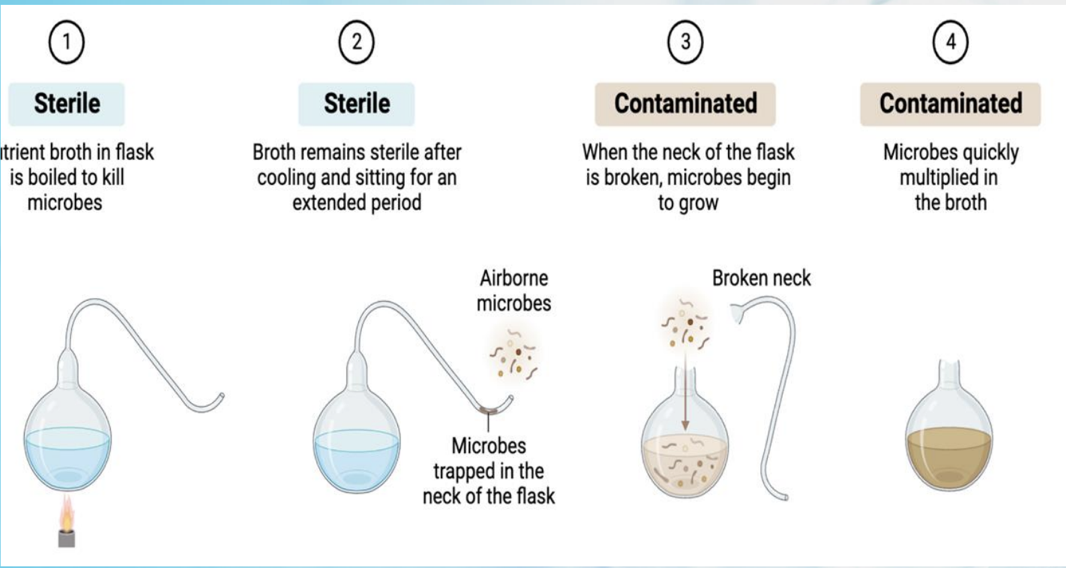 1
Sterile
trient broth in flask
is boiled to kill
microbes
2
Sterile
Broth remains sterile after
cooling and sitting for an
extended period
Airborne
microbes
Microbes
trapped in the
neck of the flask
3
Contaminated
When the neck of the flask
is broken, microbes begin
to grow
Broken neck
4
Contaminated
Microbes quickly
multiplied in
the broth